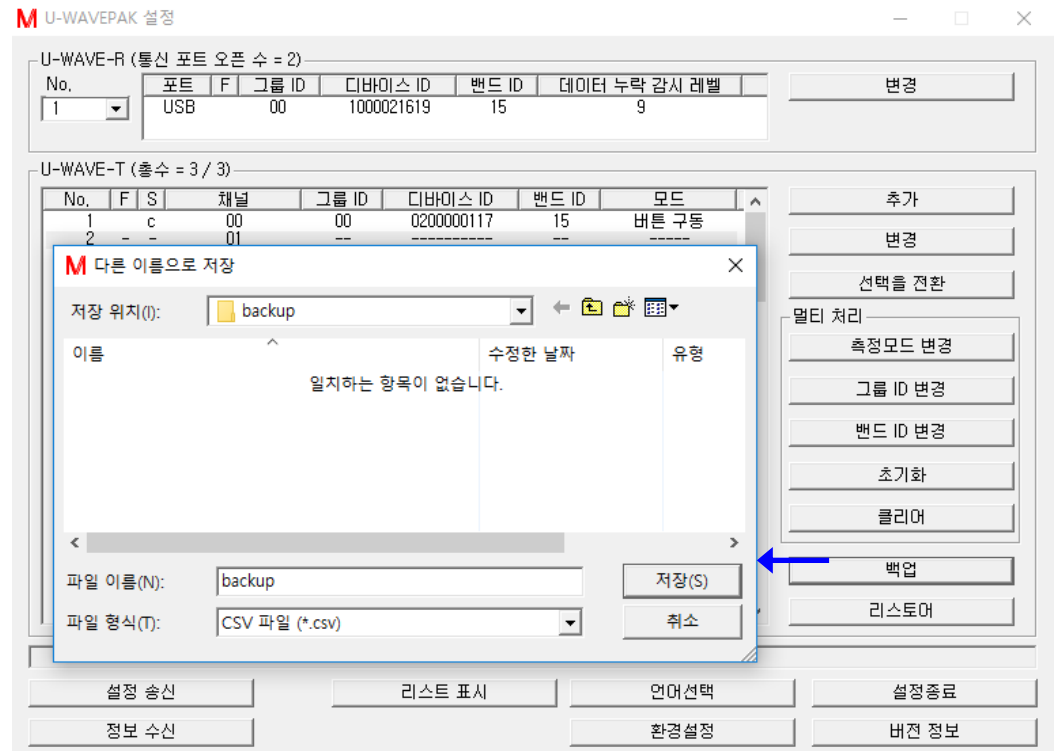 U-WAVEPAK 설정
U-WAVE-R (통신 포트 오픈 수 = 2)
No. 포트 F 그룹 ID 디바이스 ID 밴드 ID 데이터 누락 감시 레벨 변경
1 USB 00 1000021619 15 9
U-WAVE-T (총수 = 3 / 3)
No. F S 채널 그룹 ID 디바이스 ID 밴드 ID 모드 추가
1 c 00 00 0200000117 15 버튼 구동
2 - - 01 -- ---------- -- ----- 변경
M 다른 이름으로 저장
선택을 전환
저장 위치(I): backup
멀티 처리
이름 수정한 날짜 유형
측정모드 변경
일치하는 항목이 없습니다.
그룹 ID 변경
밴드 ID 변경
초기화
클리어
백업
파일 이름(N): backup 저장(S)
리스토어
파일 형식(T): CSV 파일 (*.csv) 취소
설정 송신 리스트 표시 언어선택 설정종료
정보 수신 환경설정 버전 정보